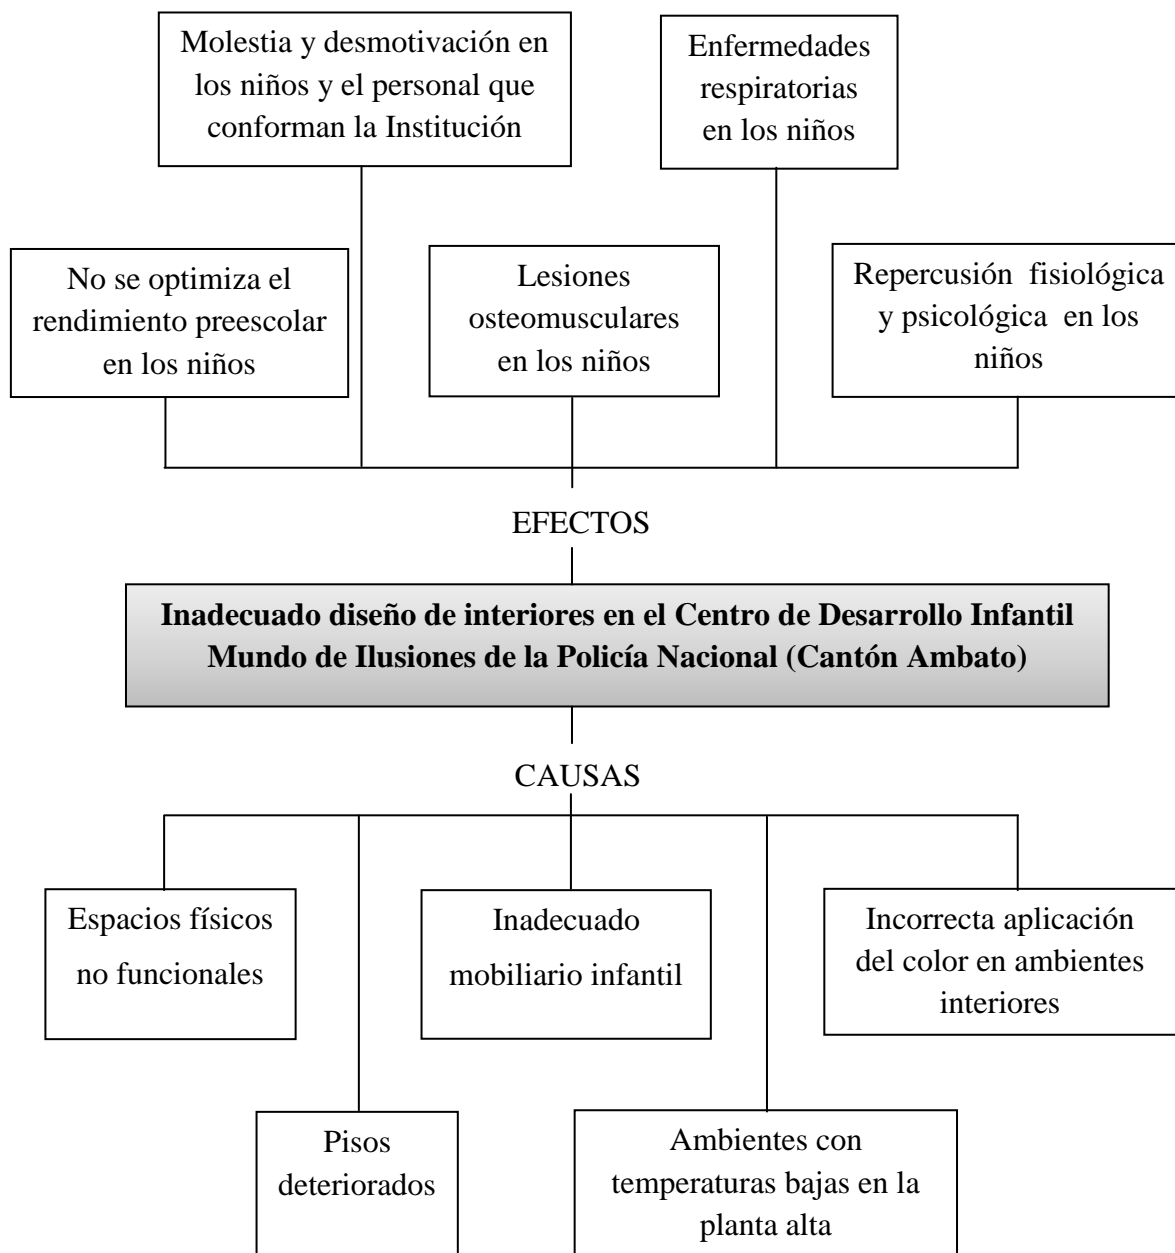 Molestia y desmotivación en
los niños y el personal que
conforman la Institución
Enfermedades
respiratorias
en los niños
No se optimiza el
rendimiento preescolar
en los niños
Lesiones
osteomusculares
en los niños
Repercusión fisiológica
y psicológica en los
niños
EFECTOS
Inadecuado diseño de interiores en el Centro de Desarrollo Infantil
Mundo de Ilusiones de la Policía Nacional (Cantón Ambato)
CAUSAS
Espacios físicos
no funcionales
Inadecuado
mobiliario infantil
Incorrecta aplicación
del color en ambientes
interiores
Pisos
deteriorados
Ambientes con
temperaturas bajas en la
planta alta